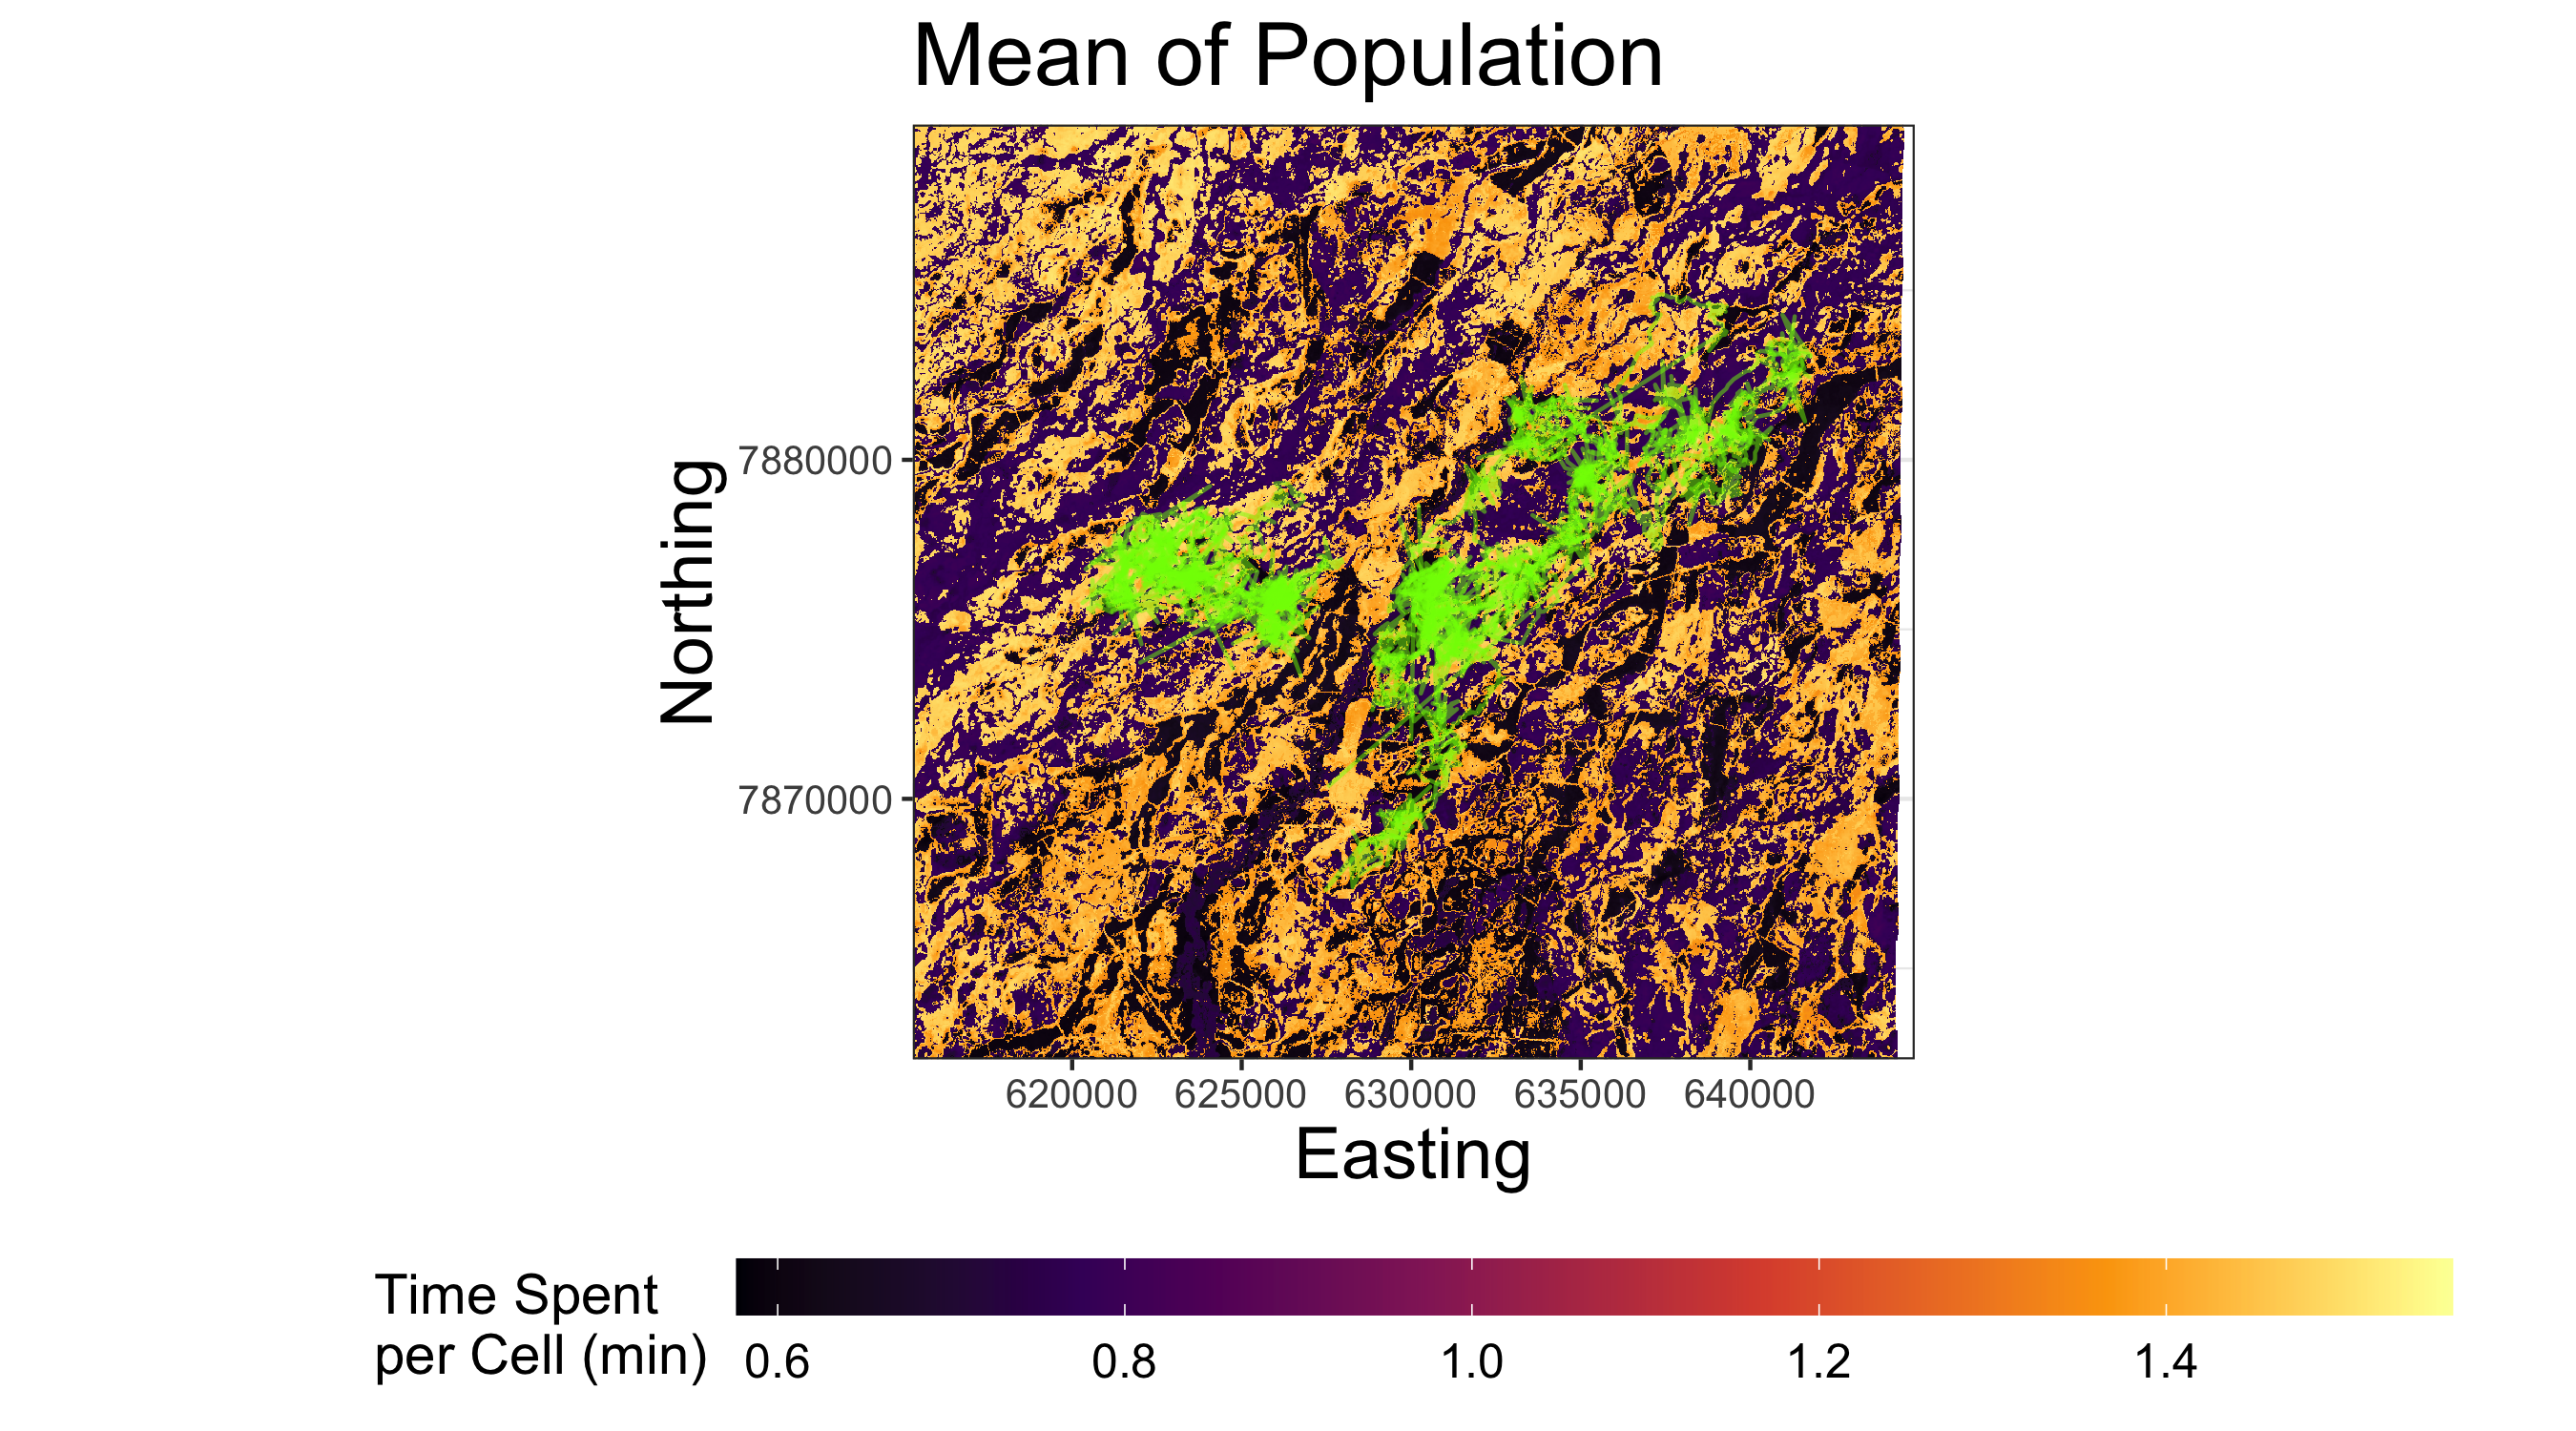 Mean of Population
Northing
7880000
7870000
620000 625000 630000 635000 640000
Easting
Time Spent
per Cell (min)
0.6 0.8 1.0 1.2 1.4